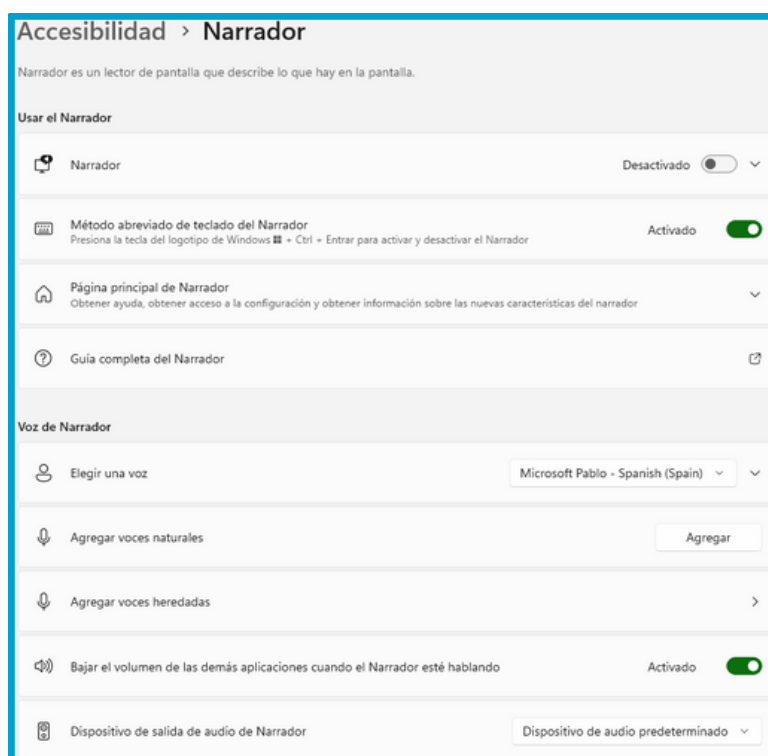 Accesibilidad > Narrador
Narrador es un lector de pantalla que describe lo que hay en la pantalla.
Usar el Narrador
Narrador Desactivado
Método abreviado de teclado del Narrador Activado
Presiona la tecla del logotipo de Windows + Ctrl + Entrar para activar y desactivar el Narrador
Página principal de Narrador
Obtener ayuda, obtener acceso a la configuración y obtener información sobre las nuevas características del narrador
Guía completa del Narrador
Voz de Narrador
Elegir una voz Microsoft Pablo - Spanish (Spain)
Agregar voces naturales Agregar
Agregar voces heredadas
Bajar el volumen de las demás aplicaciones cuando el Narrador esté hablando Activado
Dispositivo de salida de audio de Narrador Dispositivo de audio predeterminado